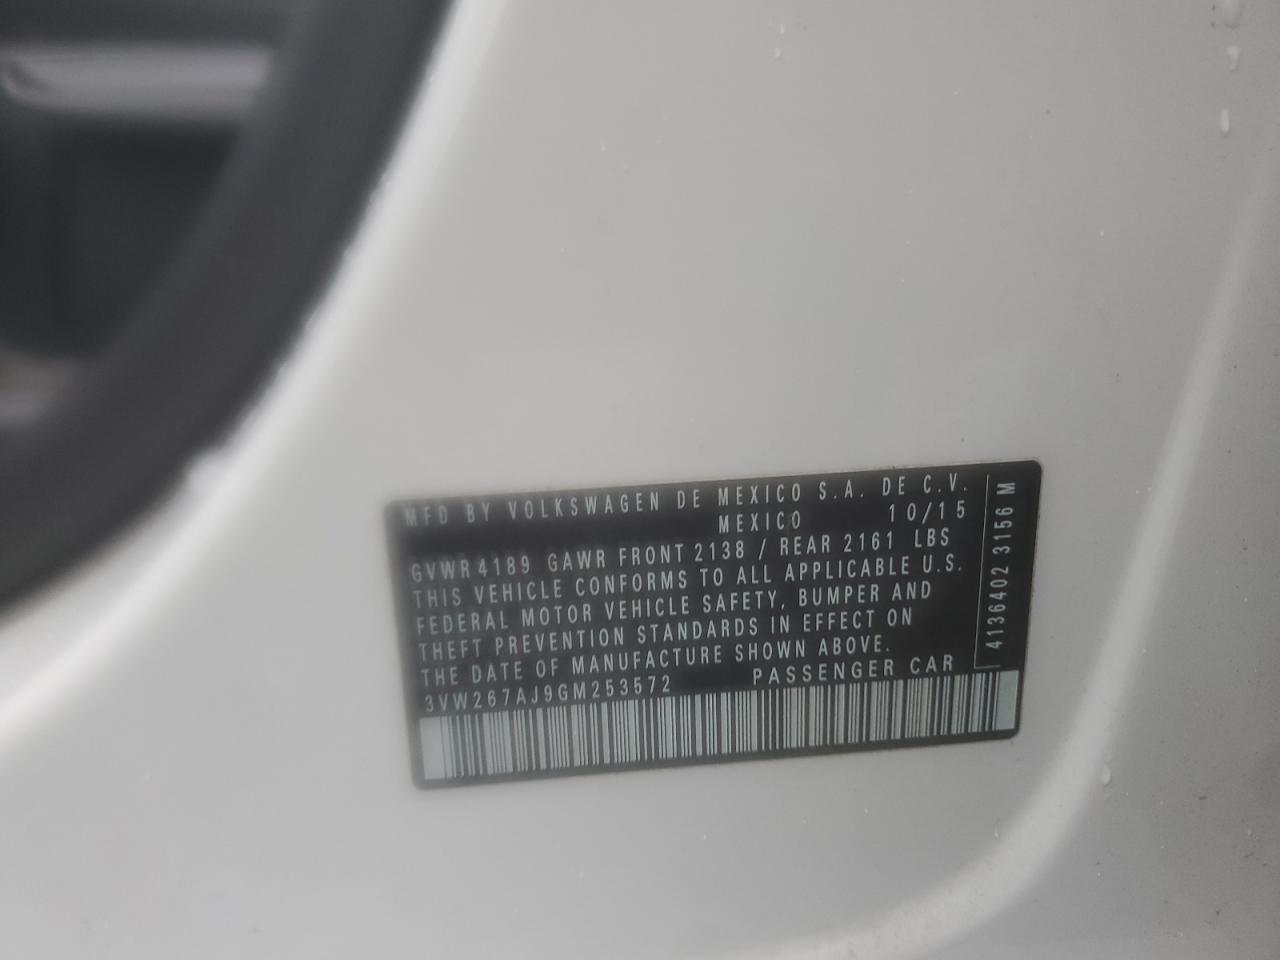 MFD BY VOLKSWAGEN DE MEXICO S.A. DE C.V.
MEXICO 10/15
GVWR 4189 GAWR FRONT 2138 / REAR 2161 LBS
THIS VEHICLE CONFORMS TO ALL APPLICABLE U.S.
FEDERAL MOTOR VEHICLE SAFETY, BUMPER AND
THEFT PREVENTION STANDARDS IN EFFECT ON
THE DATE OF MANUFACTURE SHOWN ABOVE.
3VW267AJ9GM253572 PASSENGER CAR
4136402 3156 M